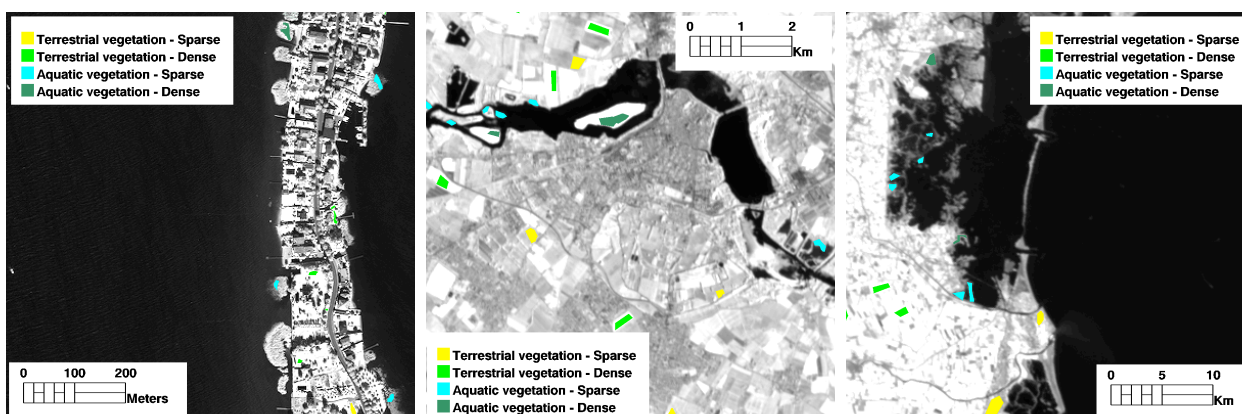 Terrestrial vegetation - Sparse
Terrestrial vegetation - Dense
Aquatic vegetation - Sparse
Aquatic vegetation - Dense
0 100 200
Meters
0 1 2
Km
Terrestrial vegetation - Sparse
Terrestrial vegetation - Dense
Aquatic vegetation - Sparse
Aquatic vegetation - Dense
Terrestrial vegetation - Sparse
Terrestrial vegetation - Dense
Aquatic vegetation - Sparse
Aquatic vegetation - Dense
0 5 10
Km